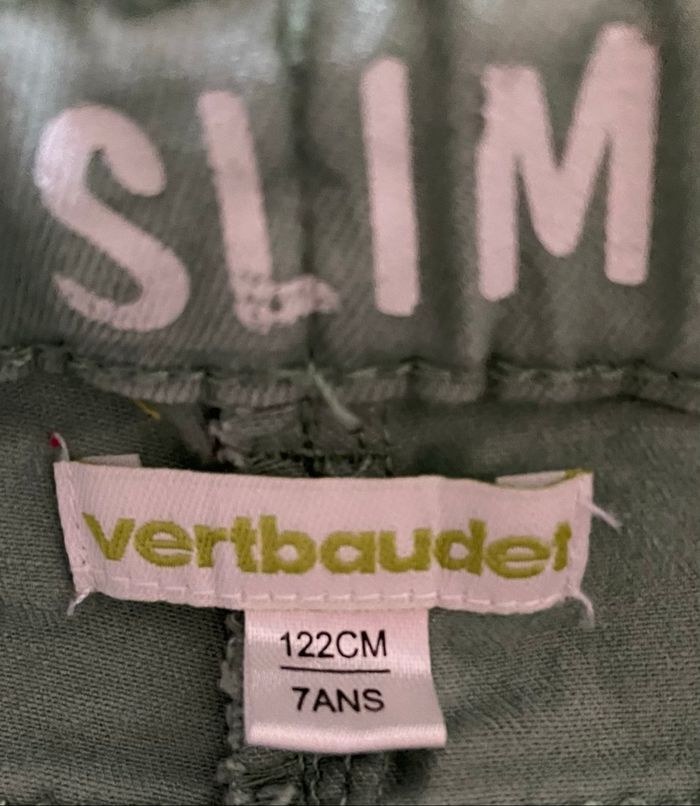 SLIM
vertbaudet
122CM
7ANS